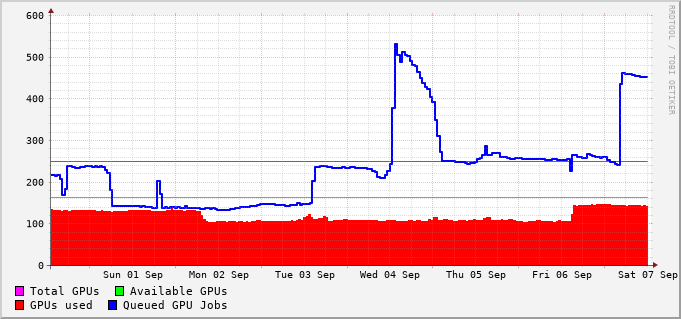 600
500
400
300
200
100
0
Sun 01 Sep Mon 02 Sep Tue 03 Sep Wed 04 Sep Thu 05 Sep Fri 06 Sep Sat 07 Sep
Total GPUs Available GPUs
GPUs used Queued GPU Jobs
RRDTOOL / TOBI OETIKER